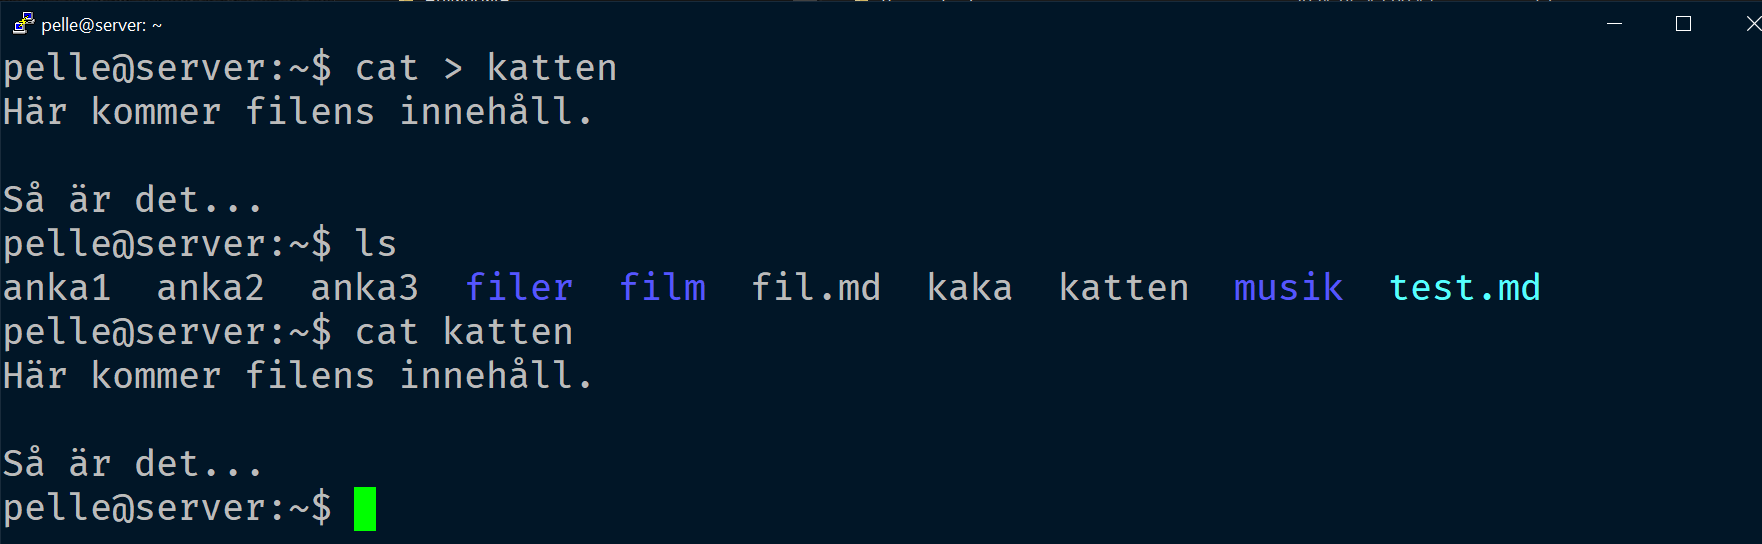 pelle@server: ~
pelle@server:~$ cat > katten
Här kommer filens innehåll.
Så är det...
pelle@server:~$ ls
anka1  anka2  anka3  filer  film  fil.md  kaka  katten  musik  test.md
pelle@server:~$ cat katten
Här kommer filens innehåll.
Så är det...
pelle@server:~$